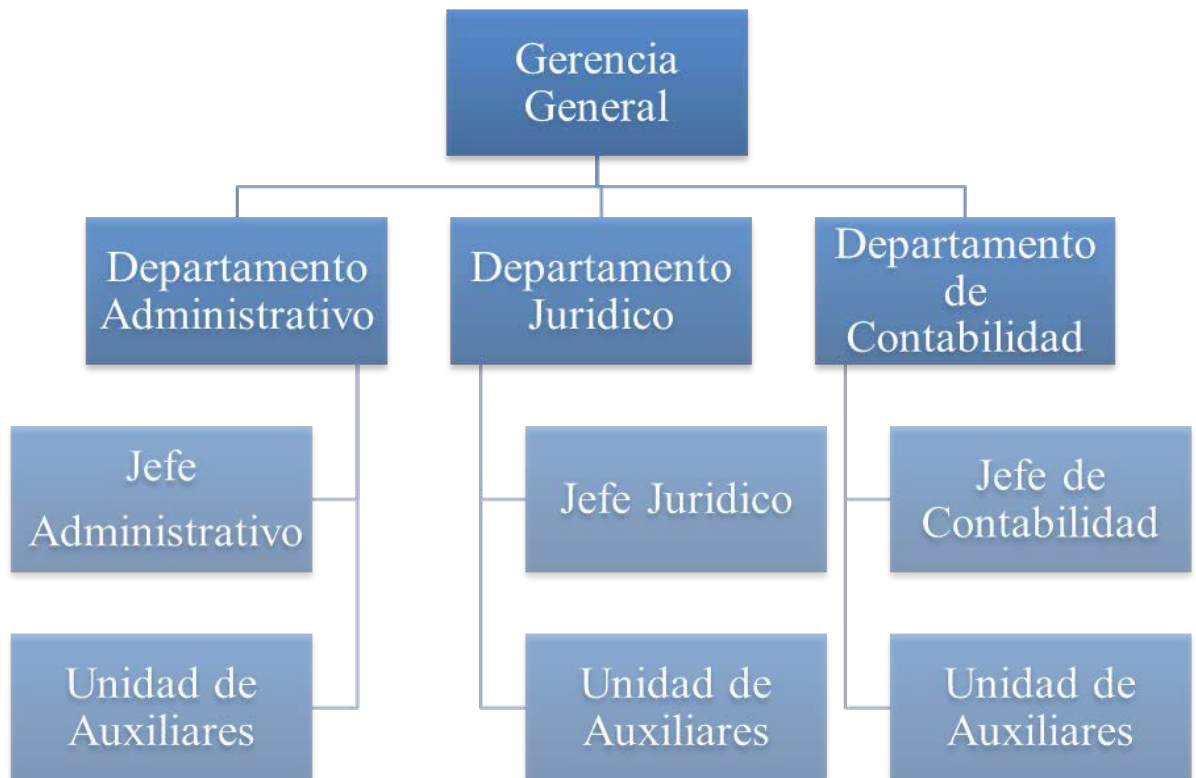 Gerencia
General
Departamento
Administrativo
Departamento
Juridico
Departamento
de
Contabilidad
Jefe
Administrativo
Jefe Juridico
Jefe de
Contabilidad
Unidad de
Auxiliares
Unidad de
Auxiliares
Unidad de
Auxiliares